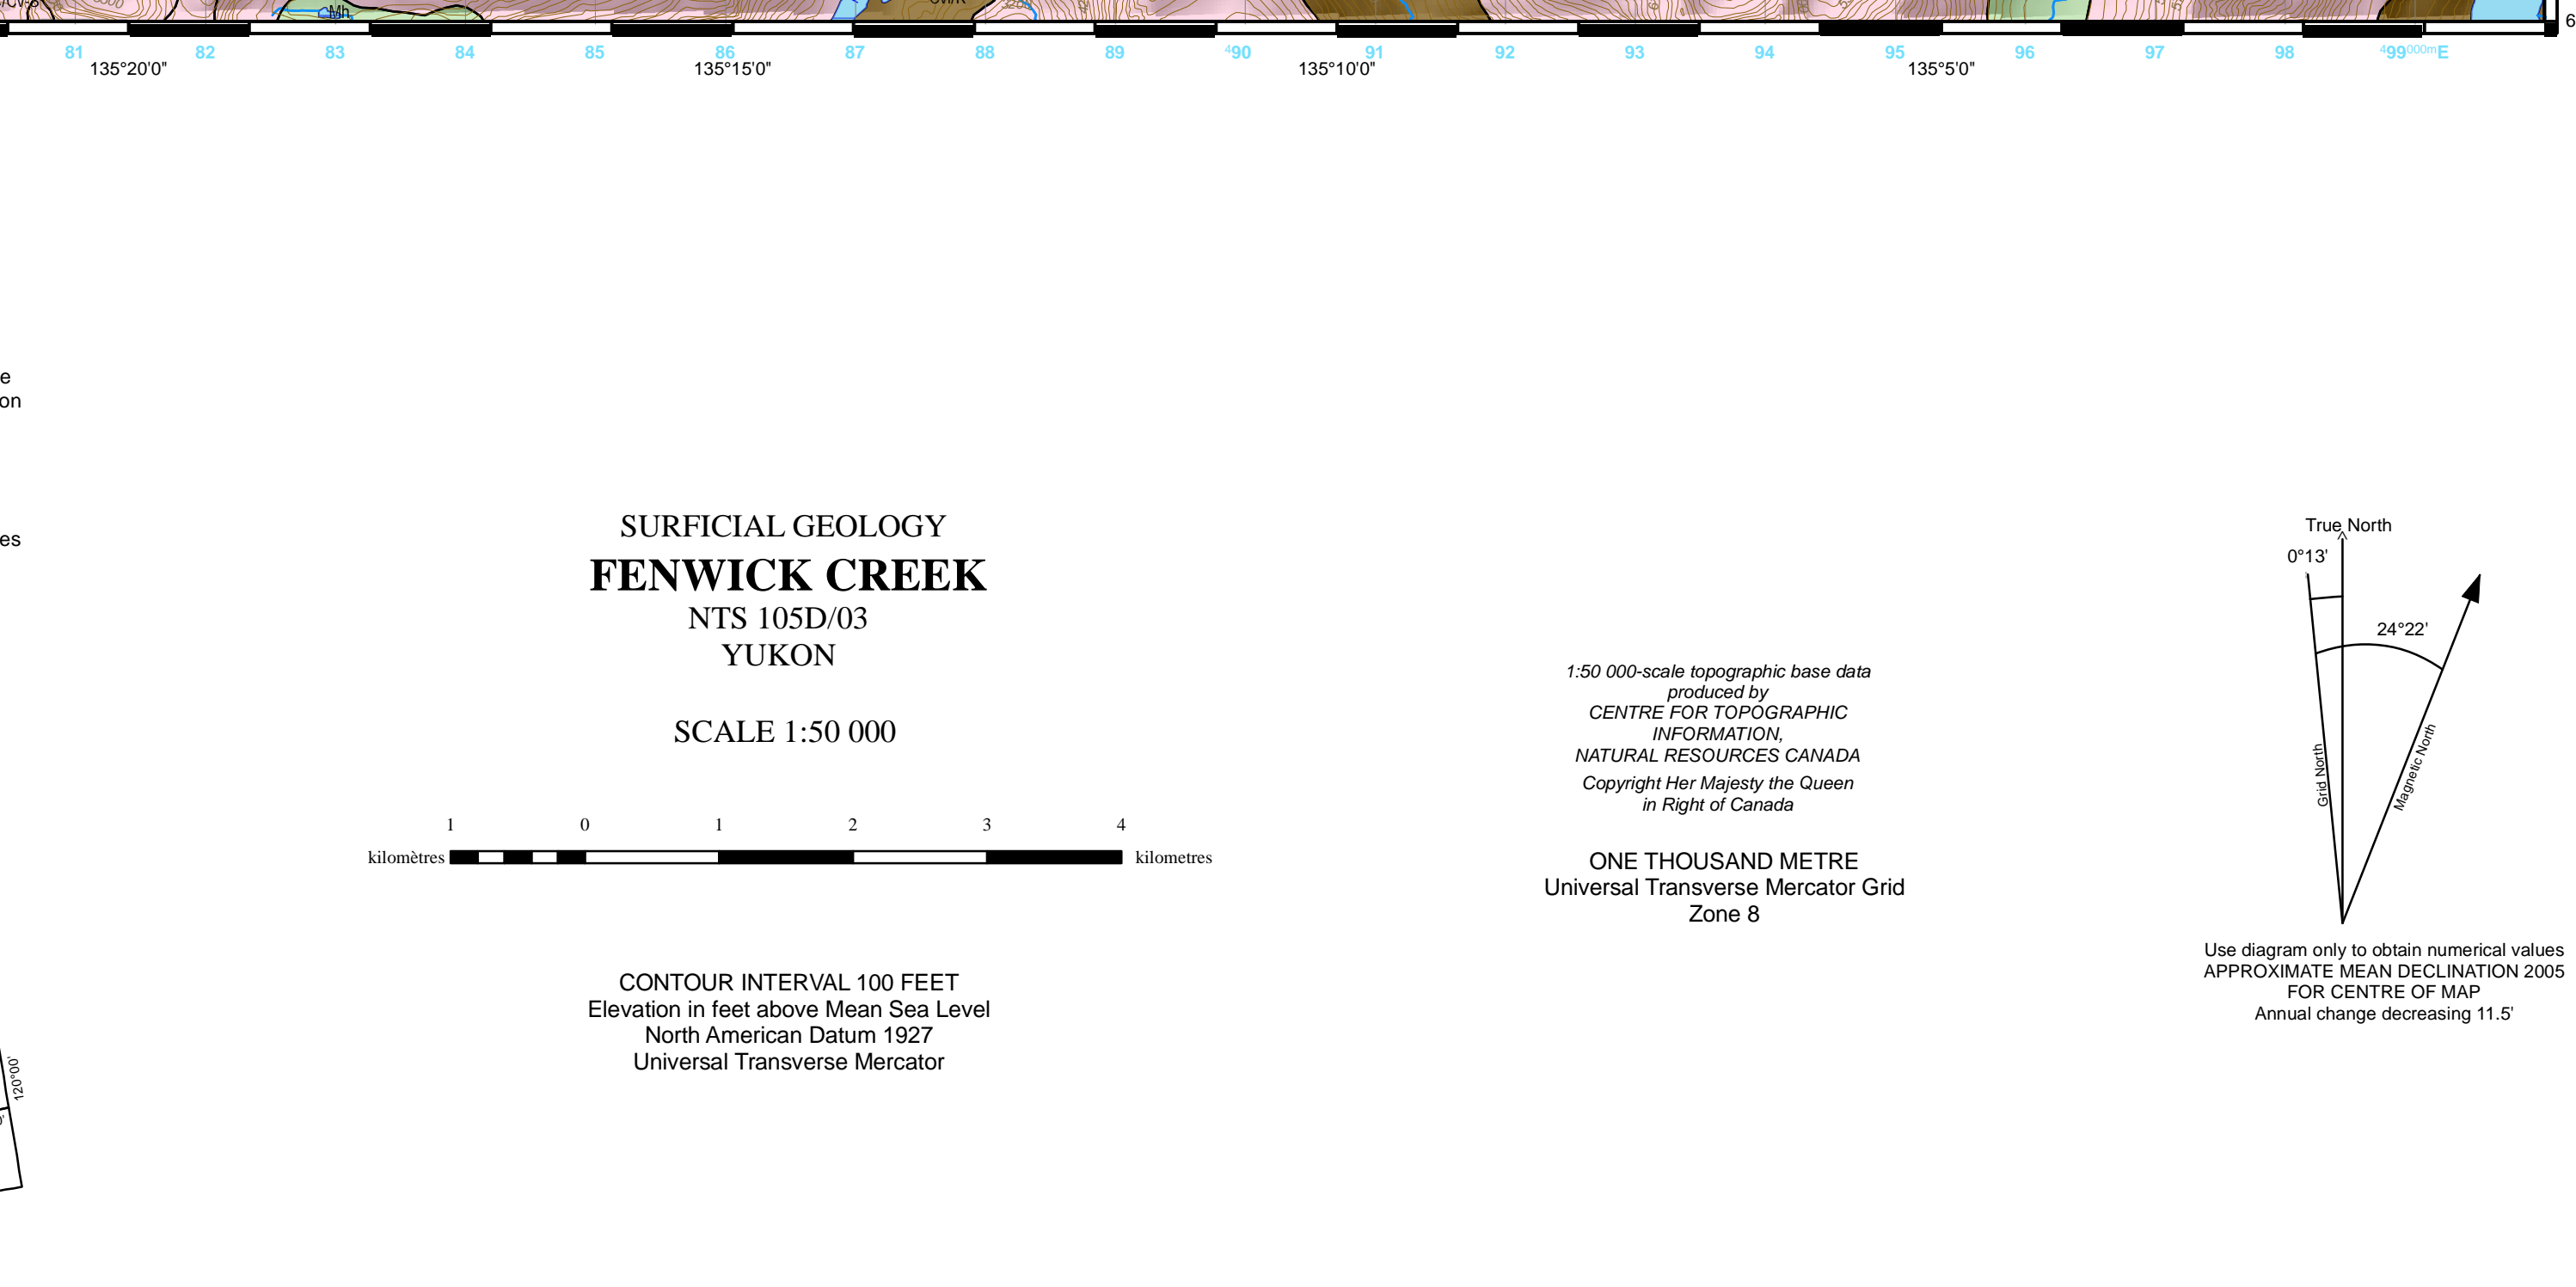 Mh
81 82 83 84 85 86 87 88 89 490 91 92 93 94 95 96 97 98 499000mE
135°20'0" 135°15'0" 135°10'0" 135°5'0"
6
e
on
es
SURFICIAL GEOLOGY
FENWICK CREEK
NTS 105D/03
YUKON
SCALE 1:50 000
1 0 1 2 3 4
kilomètres kilometres
CONTOUR INTERVAL 100 FEET
Elevation in feet above Mean Sea Level
North American Datum 1927
Universal Transverse Mercator
120°00'
1:50 000-scale topographic base data
produced by
CENTRE FOR TOPOGRAPHIC
INFORMATION,
NATURAL RESOURCES CANADA
Copyright Her Majesty the Queen
in Right of Canada
ONE THOUSAND METRE
Universal Transverse Mercator Grid
Zone 8
True North
0°13'
24°22'
Grid North
Magnetic North
Use diagram only to obtain numerical values
APPROXIMATE MEAN DECLINATION 2005
FOR CENTRE OF MAP
Annual change decreasing 11.5'